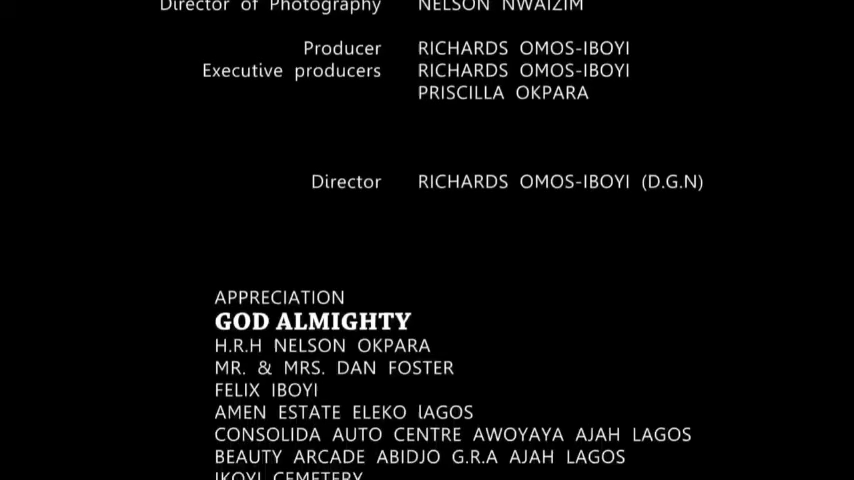 Director of Photography NELSON NWAIZIM
Producer RICHARDS OMOS-IBOYI
Executive producers RICHARDS OMOS-IBOYI
PRISCILLA OKPARA
Director RICHARDS OMOS-IBOYI (D.G.N)
APPRECIATION
GOD ALMIGHTY
H.R.H NELSON OKPARA
MR. & MRS. DAN FOSTER
FELIX IBOYI
AMEN ESTATE ELEKO lAGOS
CONSOLIDA AUTO CENTRE AWOYAYA AJAH LAGOS
BEAUTY ARCADE ABIDJO G.R.A AJAH LAGOS
IKOYI CEMETERY